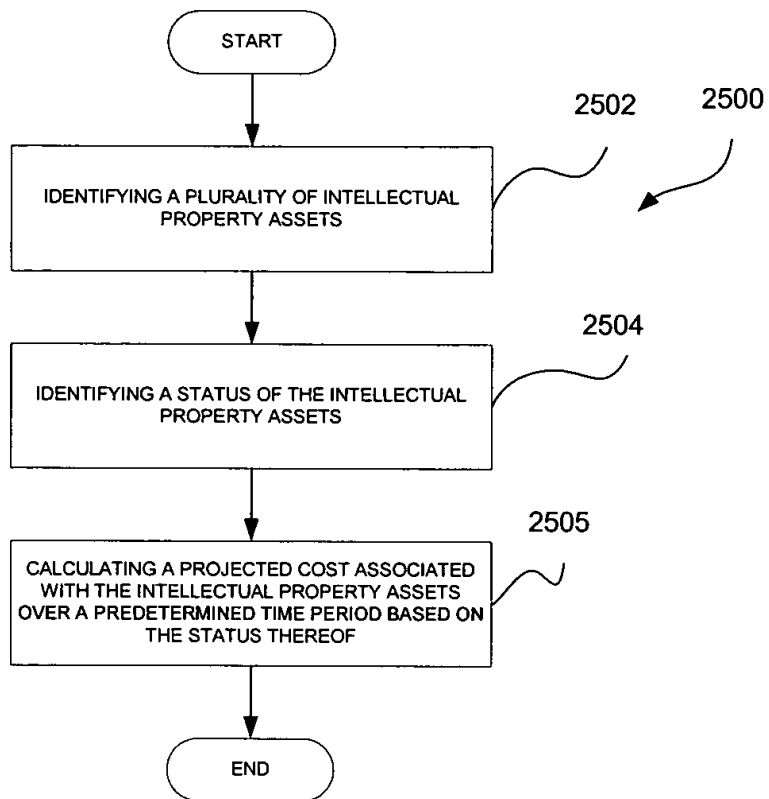 START
2502
2500
IDENTIFYING A PLURALITY OF INTELLECTUAL
PROPERTY ASSETS
2504
IDENTIFYING A STATUS OF THE INTELLECTUAL
PROPERTY ASSETS
2505
CALCULATING A PROJECTED COST ASSOCIATED
WITH THE INTELLECTUAL PROPERTY ASSETS
OVER A PREDETERMINED TIME PERIOD BASED ON
THE STATUS THEREOF
END